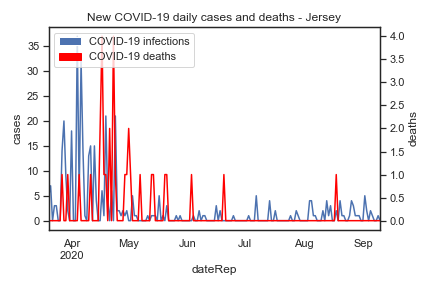 New COVID-19 daily cases and deaths - Jersey
COVID-19 infections
COVID-19 deaths
cases
35
30
25
20
15
10
5
0
deaths
4.0
3.5
3.0
2.5
2.0
1.5
1.0
0.5
0.0
Apr
2020
May
Jun
Jul
Aug
Sep
dateRep